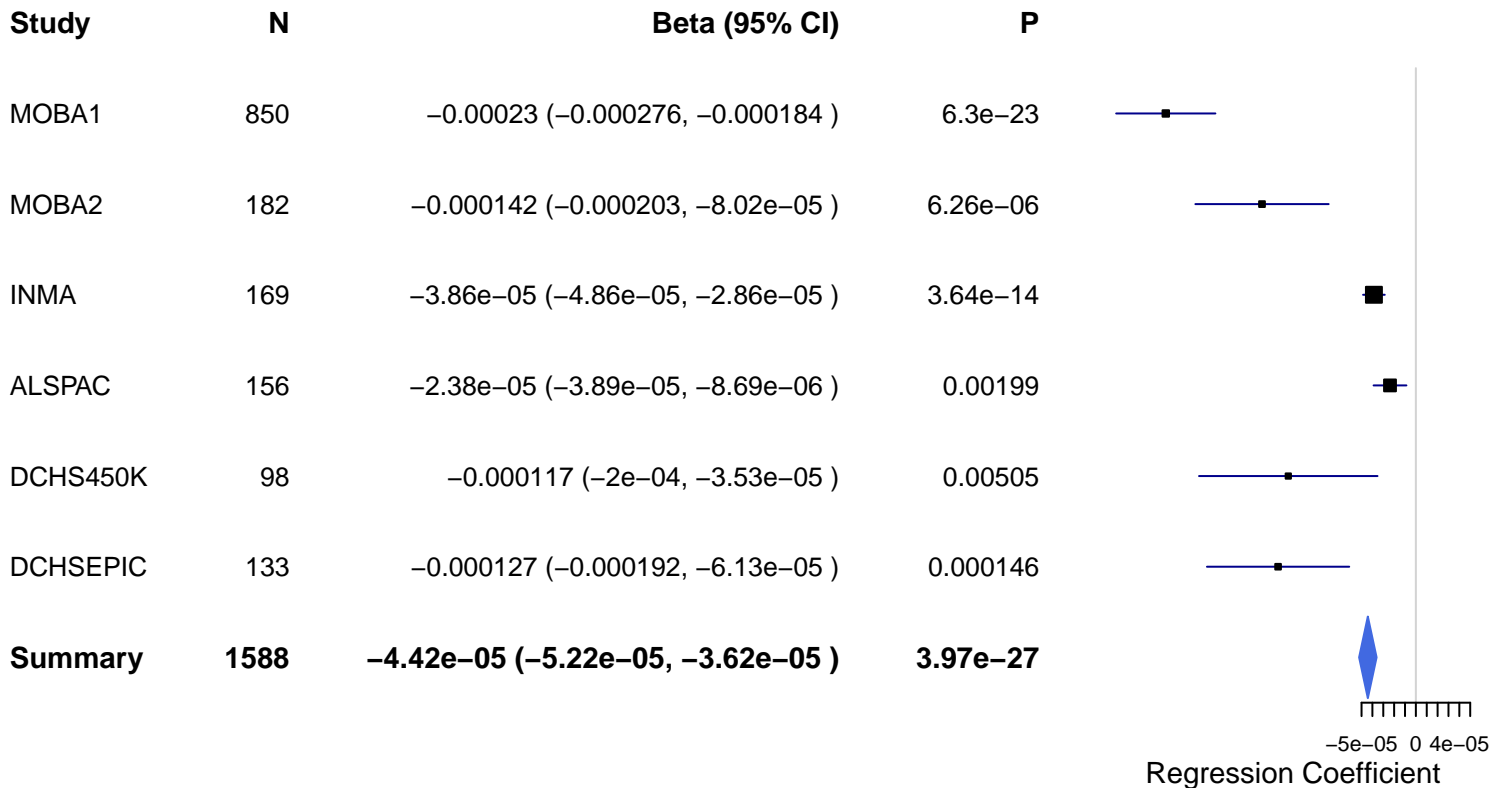 Study N Beta (95% CI) P
MOBA1 850 −0.00023 (−0.000276, −0.000184 ) 6.3e−23
MOBA2 182 −0.000142 (−0.000203, −8.02e−05 ) 6.26e−06
INMA 169 −3.86e−05 (−4.86e−05, −2.86e−05 ) 3.64e−14
ALSPAC 156 −2.38e−05 (−3.89e−05, −8.69e−06 ) 0.00199
DCHS450K 98 −0.000117 (−2e−04, −3.53e−05 ) 0.00505
DCHSEPIC 133 −0.000127 (−0.000192, −6.13e−05 ) 0.000146
Summary 1588 −4.42e−05 (−5.22e−05, −3.62e−05 ) 3.97e−27
−5e−05 0 4e−05
Regression Coefficient